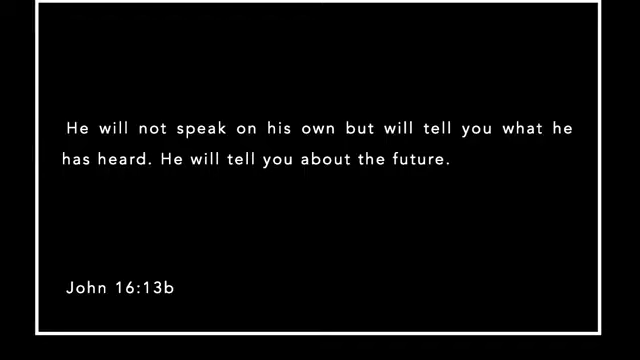 He will not speak on his own but will tell you what he
has heard. He will tell you about the future.
John 16:13b